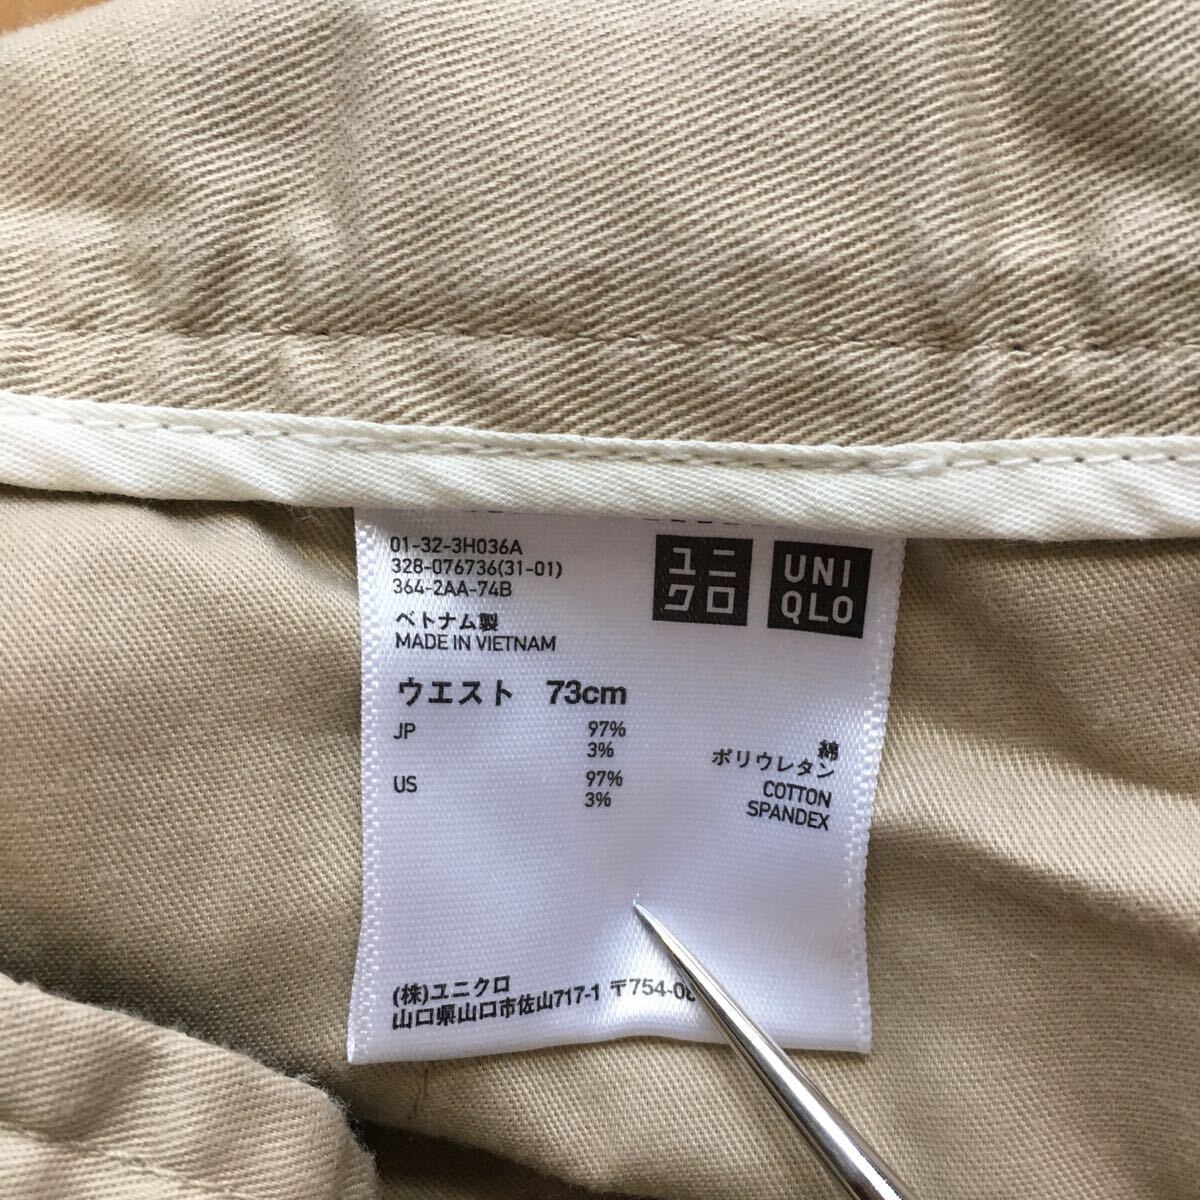 01-32-3H036A
328-076736(31-01)
364-2AA-74B
ベトナム製
MADE IN VIETNAM
ユニクロ
UNIQLO
ウエスト 73cm
JP 97% 綿
3% ポリウレタン
US 97% COTTON
3% SPANDEX
(株)ユニクロ
山口県山口市佐山717-1 〒754-08